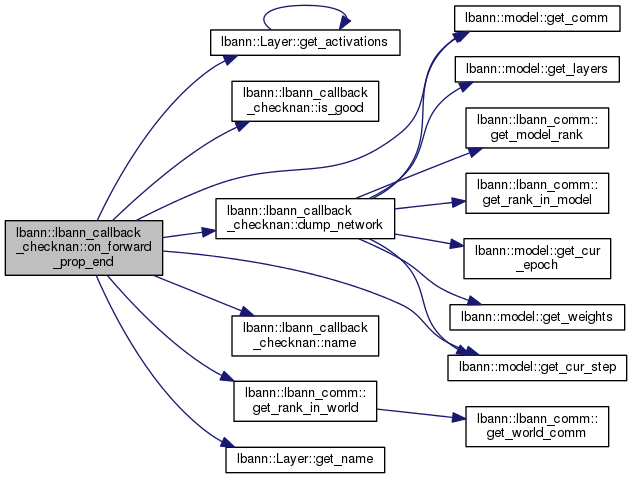 lbann::lbann_callback
_checknan::on_forward
_prop_end
lbann::Layer::get_activations
lbann::lbann_callback
_checknan::is_good
lbann::lbann_callback
_checknan::dump_network
lbann::lbann_callback
_checknan::name
lbann::lbann_comm::
get_rank_in_world
lbann::Layer::get_name
lbann::model::get_comm
lbann::model::get_layers
lbann::lbann_comm::
get_model_rank
lbann::lbann_comm::
get_rank_in_model
lbann::model::get_cur
_epoch
lbann::model::get_weights
lbann::model::get_cur_step
lbann::lbann_comm::
get_world_comm